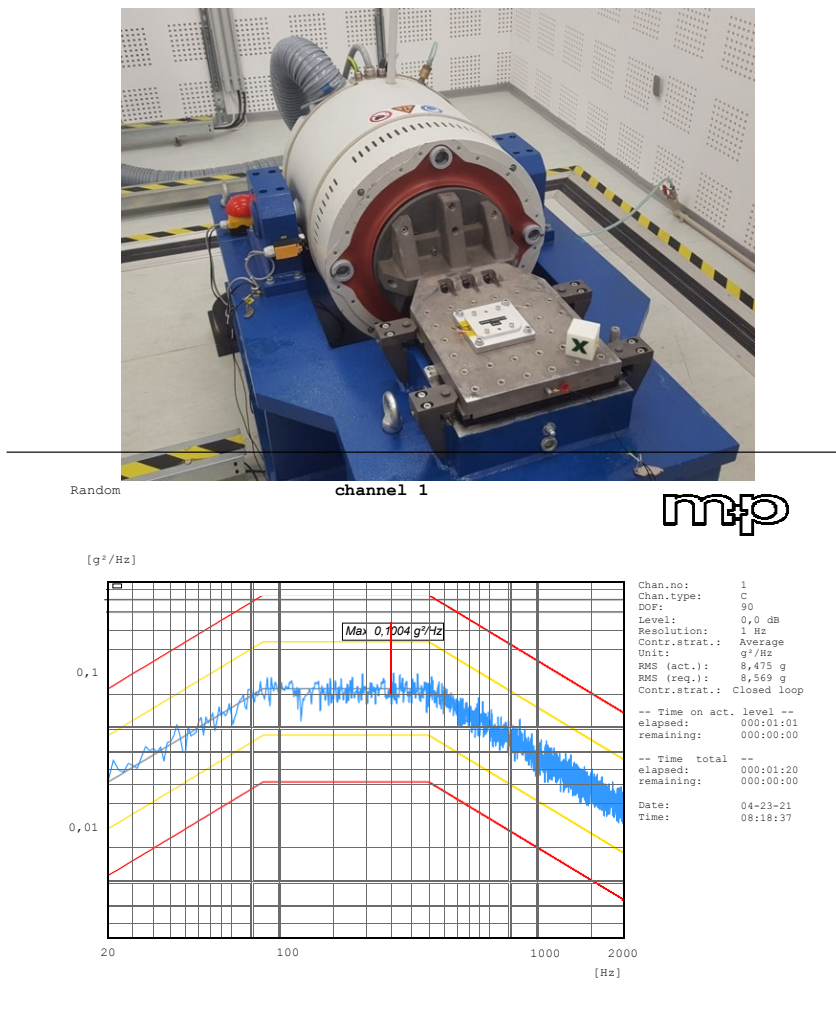 X
Random channel 1
m+p
[g²/Hz]
Max 0,1004 g²/Hz
0,1
0,01
20 100 1000 2000
[Hz]
Chan.no: 1
Chan.type: C
DOF: 90
Level: 0,0 dB
Resolution: 1 Hz
Contr.strat.: Average
Unit: g²/Hz
RMS (act.): 8,475 g
RMS (req.): 8,569 g
Contr.strat.: Closed loop
-- Time on act. level --
elapsed: 000:01:01
remaining: 000:00:00
-- Time total --
elapsed: 000:01:20
remaining: 000:00:00
Date: 04-23-21
Time: 08:18:37